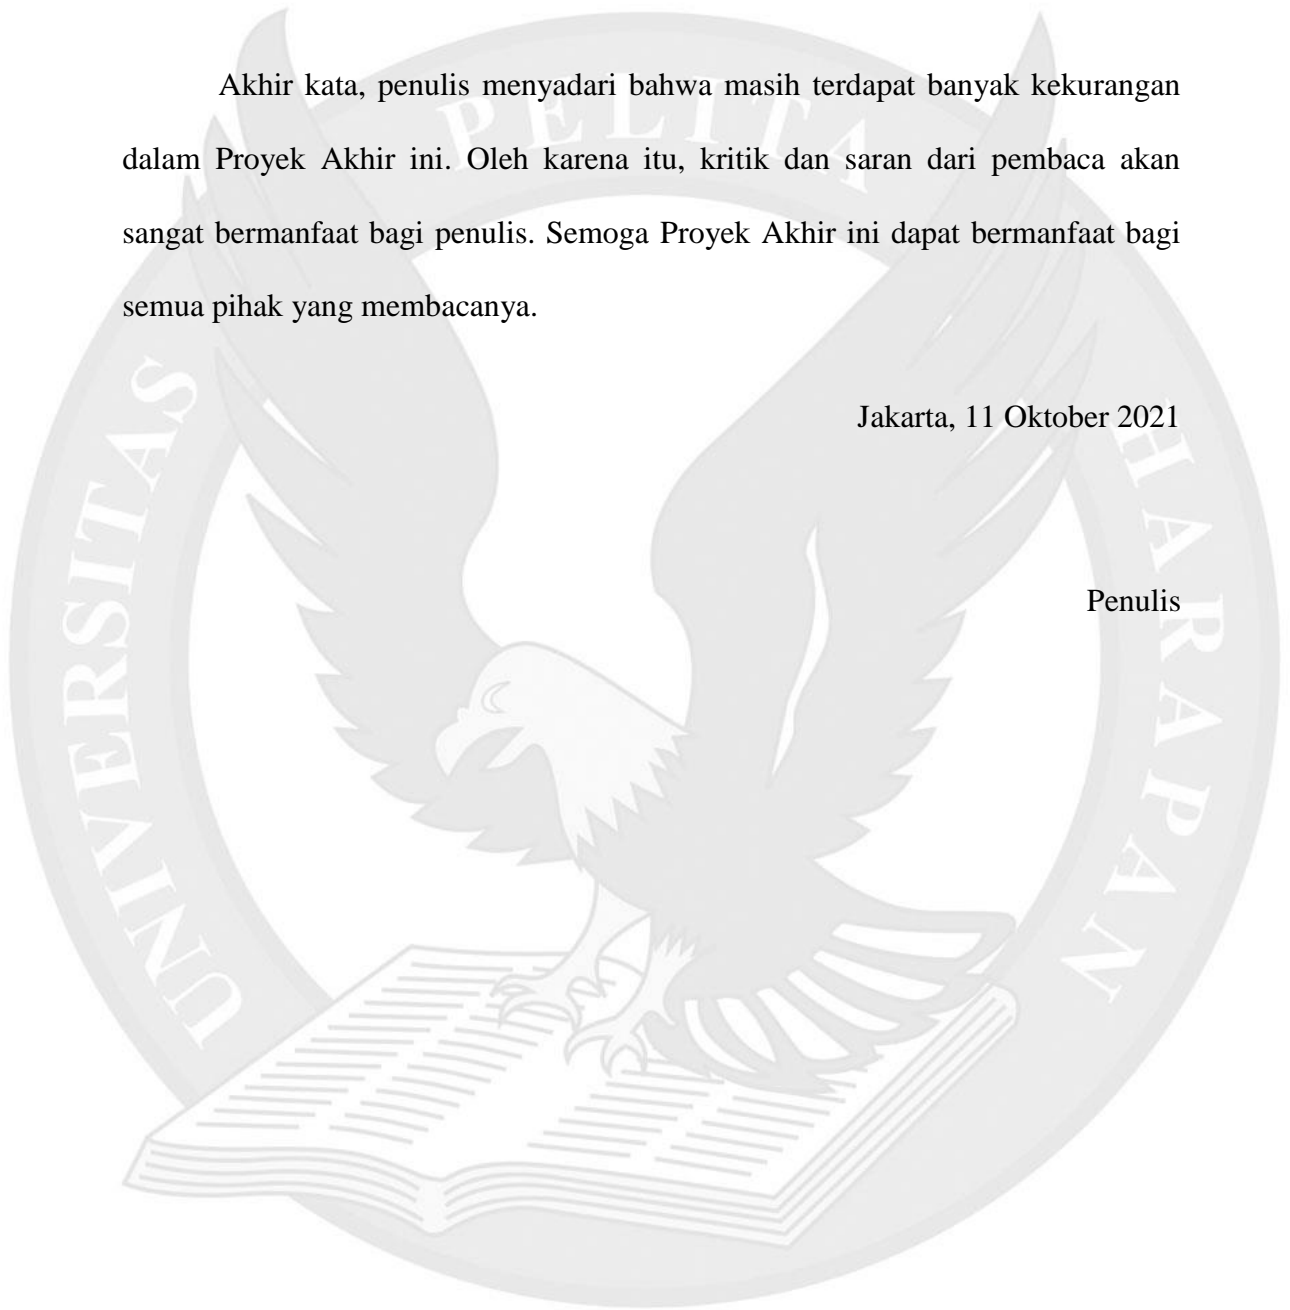 Akhir kata, penulis menyadari bahwa masih terdapat banyak kekurangan
dalam Proyek Akhir ini. Oleh karena itu, kritik dan saran dari pembaca akan
sangat bermanfaat bagi penulis. Semoga Proyek Akhir ini dapat bermanfaat bagi
semua pihak yang membacanya.
Jakarta, 11 Oktober 2021
Penulis
UNIVERSITAS
PELITA
HARAPAN